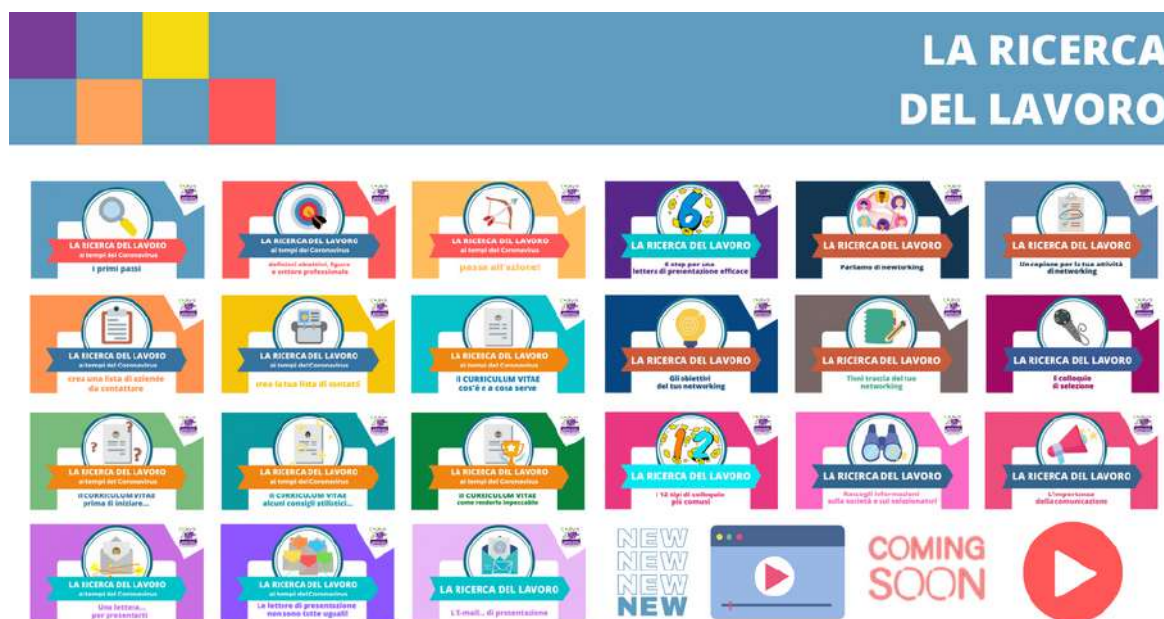 LA RICERCA
DEL LAVORO
LA RICERCA DEL LAVORO
ai tempi del Coronavirus
I primi passi
LA RICERCA DEL LAVORO
ai tempi del Coronavirus
definisci obiettivi, figura
e settore professionale
LA RICERCA DEL LAVORO
ai tempi del Coronavirus
passa all'azione!
6
LA RICERCA DEL LAVORO
6 step per una
lettera di presentazione efficace
LA RICERCA DEL LAVORO
Parliamo di newtorking
LA RICERCA DEL LAVORO
Un copione per la tua attività
di networking
LA RICERCA DEL LAVORO
ai tempi del Coronavirus
crea una lista di aziende
da contattare
LA RICERCA DEL LAVORO
ai tempi del Coronavirus
crea la tua lista di contatti
LA RICERCA DEL LAVORO
ai tempi del Coronavirus
Il CURRICULUM VITAE
cos'è e a cosa serve
LA RICERCA DEL LAVORO
Gli obiettivi
del tuo networking
LA RICERCA DEL LAVORO
Tieni traccia del tuo
networking
LA RICERCA DEL LAVORO
Il colloquio
di selezione
? ?
LA RICERCA DEL LAVORO
ai tempi del Coronavirus
Il CURRICULUM VITAE
prima di iniziare...
LA RICERCA DEL LAVORO
ai tempi del Coronavirus
Il CURRICULUM VITAE
alcuni consigli stilistici...
LA RICERCA DEL LAVORO
ai tempi del Coronavirus
Il CURRICULUM VITAE
come renderlo impeccabile
12
LA RICERCA DEL LAVORO
I 12 tipi di colloquio
più comuni
LA RICERCA DEL LAVORO
Raccogli informazioni
sulla società e sul selezionatore!
LA RICERCA DEL LAVORO
L'importanza
della comunicazione
LA RICERCA DEL LAVORO
ai tempi del Coronavirus
Una lettera...
per presentarti
LA RICERCA DEL LAVORO
ai tempi del Coronavirus
Le lettere di presentazione
non sono tutte uguali!
LA RICERCA DEL LAVORO
L'E-mail... di presentazione
NEW
NEW
NEW
NEW
COMING
SOON